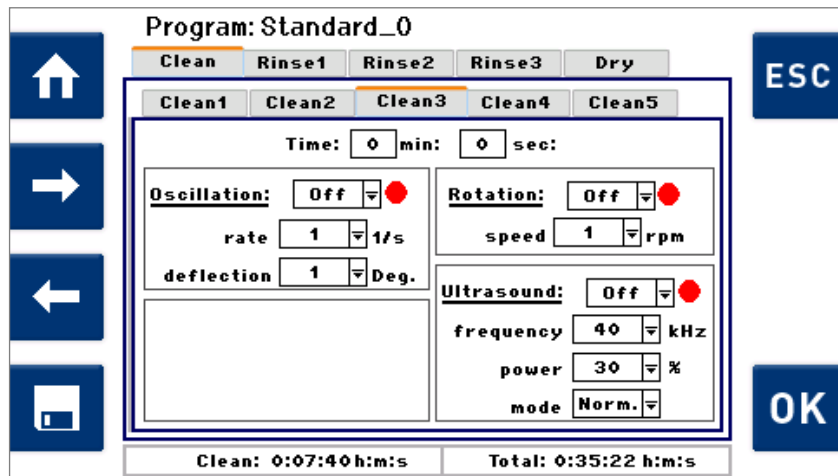 Program: Standard_0
Clean Rinse1 Rinse2 Rinse3 Dry
ESC
Clean1 Clean2 Clean3 Clean4 Clean5
Time: 0 min: 0 sec:
Oscillation: Off
rate 1 1/s
deflection 1 Deg.
Rotation: Off
speed 1 rpm
Ultrasound: Off
frequency 40 kHz
power 30 %
mode Norm.
OK
Clean: 0:07:40 h:m:s Total: 0:35:22 h:m:s